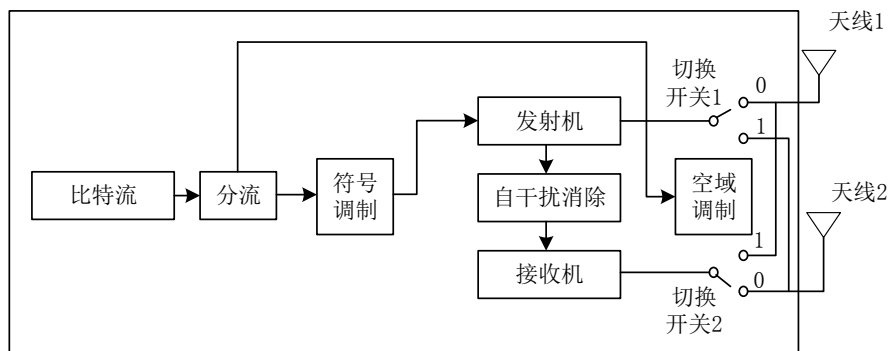 天线1
切换
开关1
0
发射机
1
符号
调制
比特流
分流
自干扰消除
空域
调制
天线2
1
接收机
0
切换
开关2